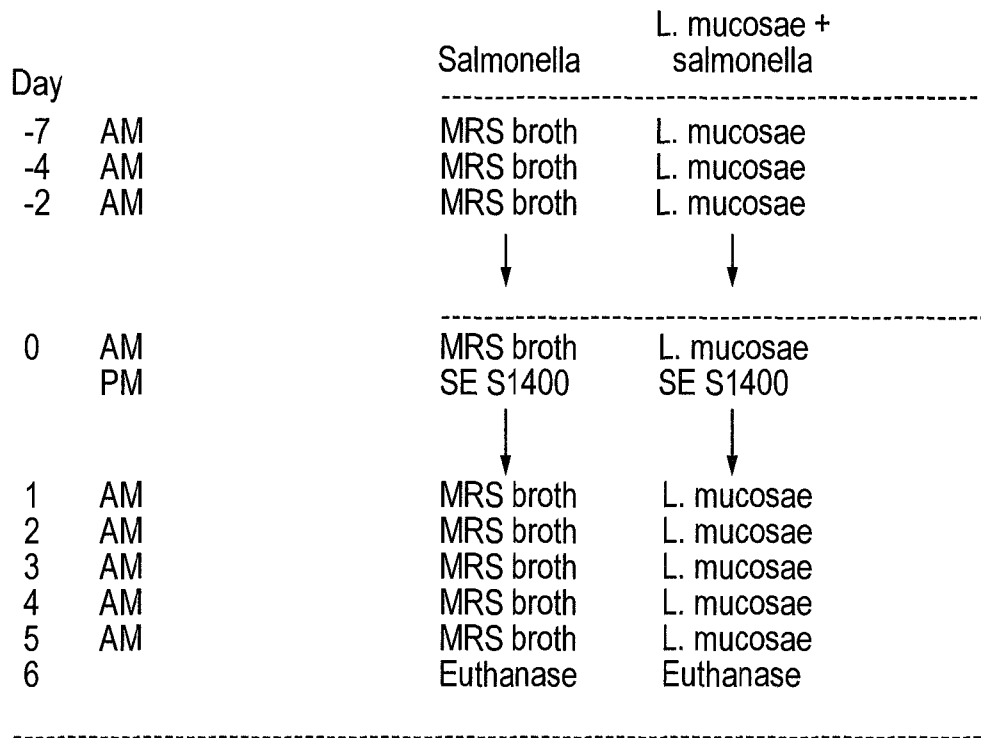 L. mucosae +
Salmonella salmonella
Day
-7 AM MRS broth L. mucosae
-4 AM MRS broth L. mucosae
-2 AM MRS broth L. mucosae
0 AM MRS broth L. mucosae
PM SE S1400 SE S1400
1 AM MRS broth L. mucosae
2 AM MRS broth L. mucosae
3 AM MRS broth L. mucosae
4 AM MRS broth L. mucosae
5 AM MRS broth L. mucosae
6 Euthanase Euthanase